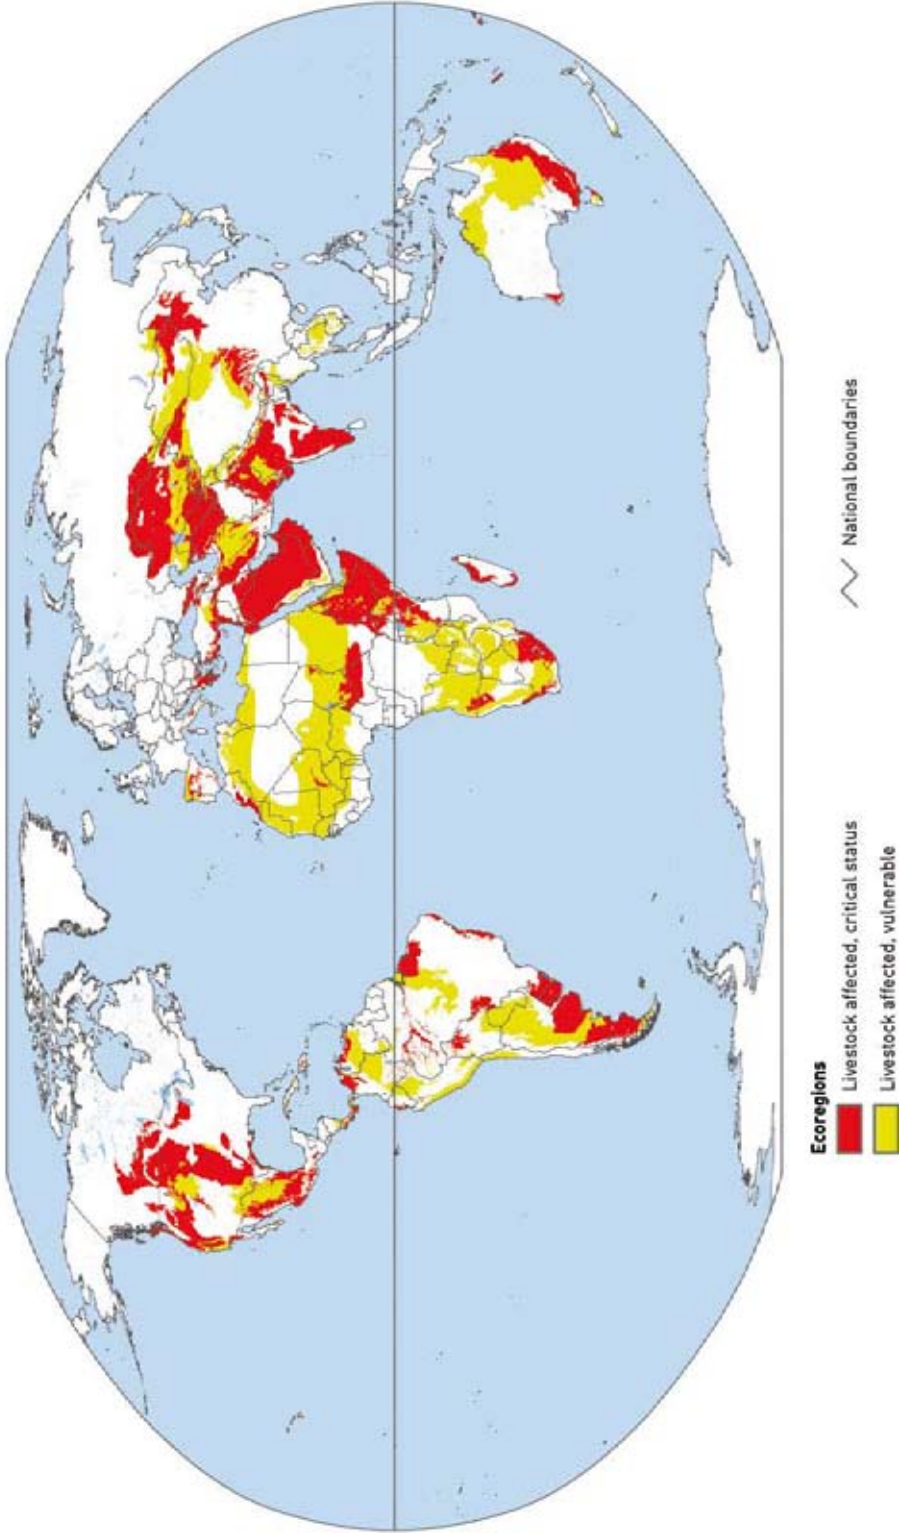 Ecoregions
Livestock affected, critical status
Livestock affected, vulnerable
National boundaries